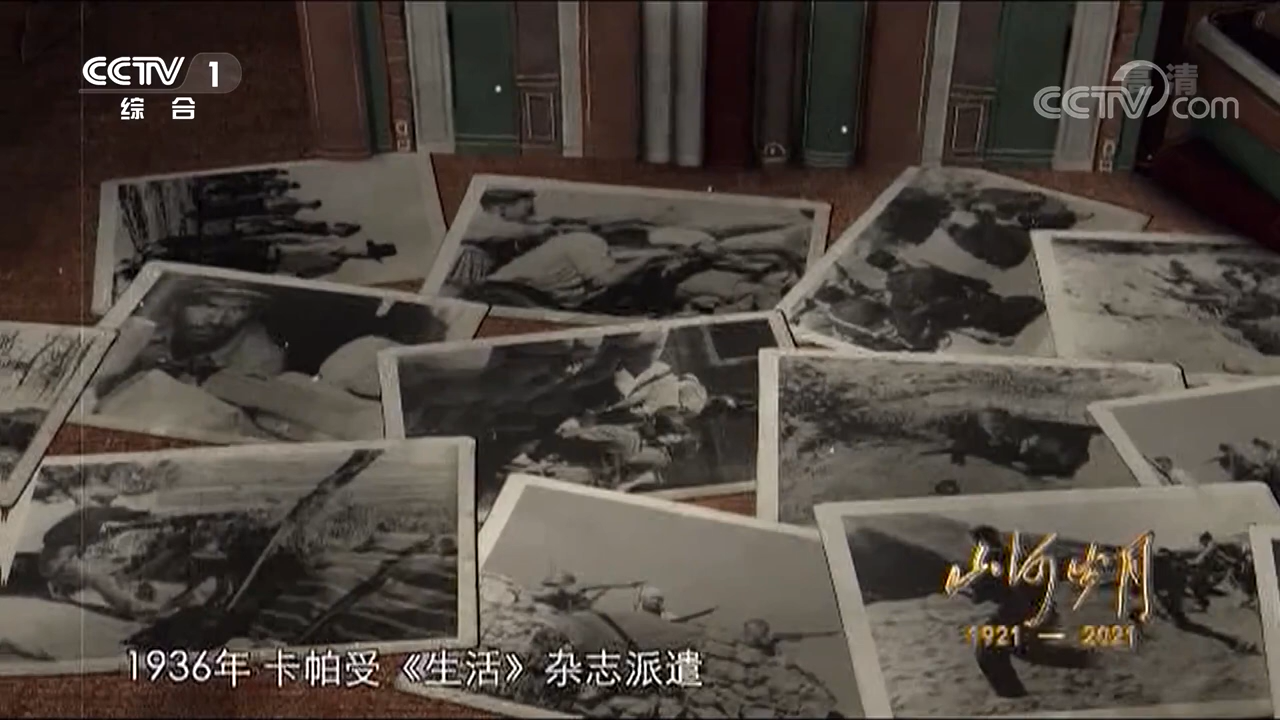 CCTV 1
综合
高清
CCTV com
山河岁月
1921 — 2021
1936年 卡帕受《生活》杂志派遣